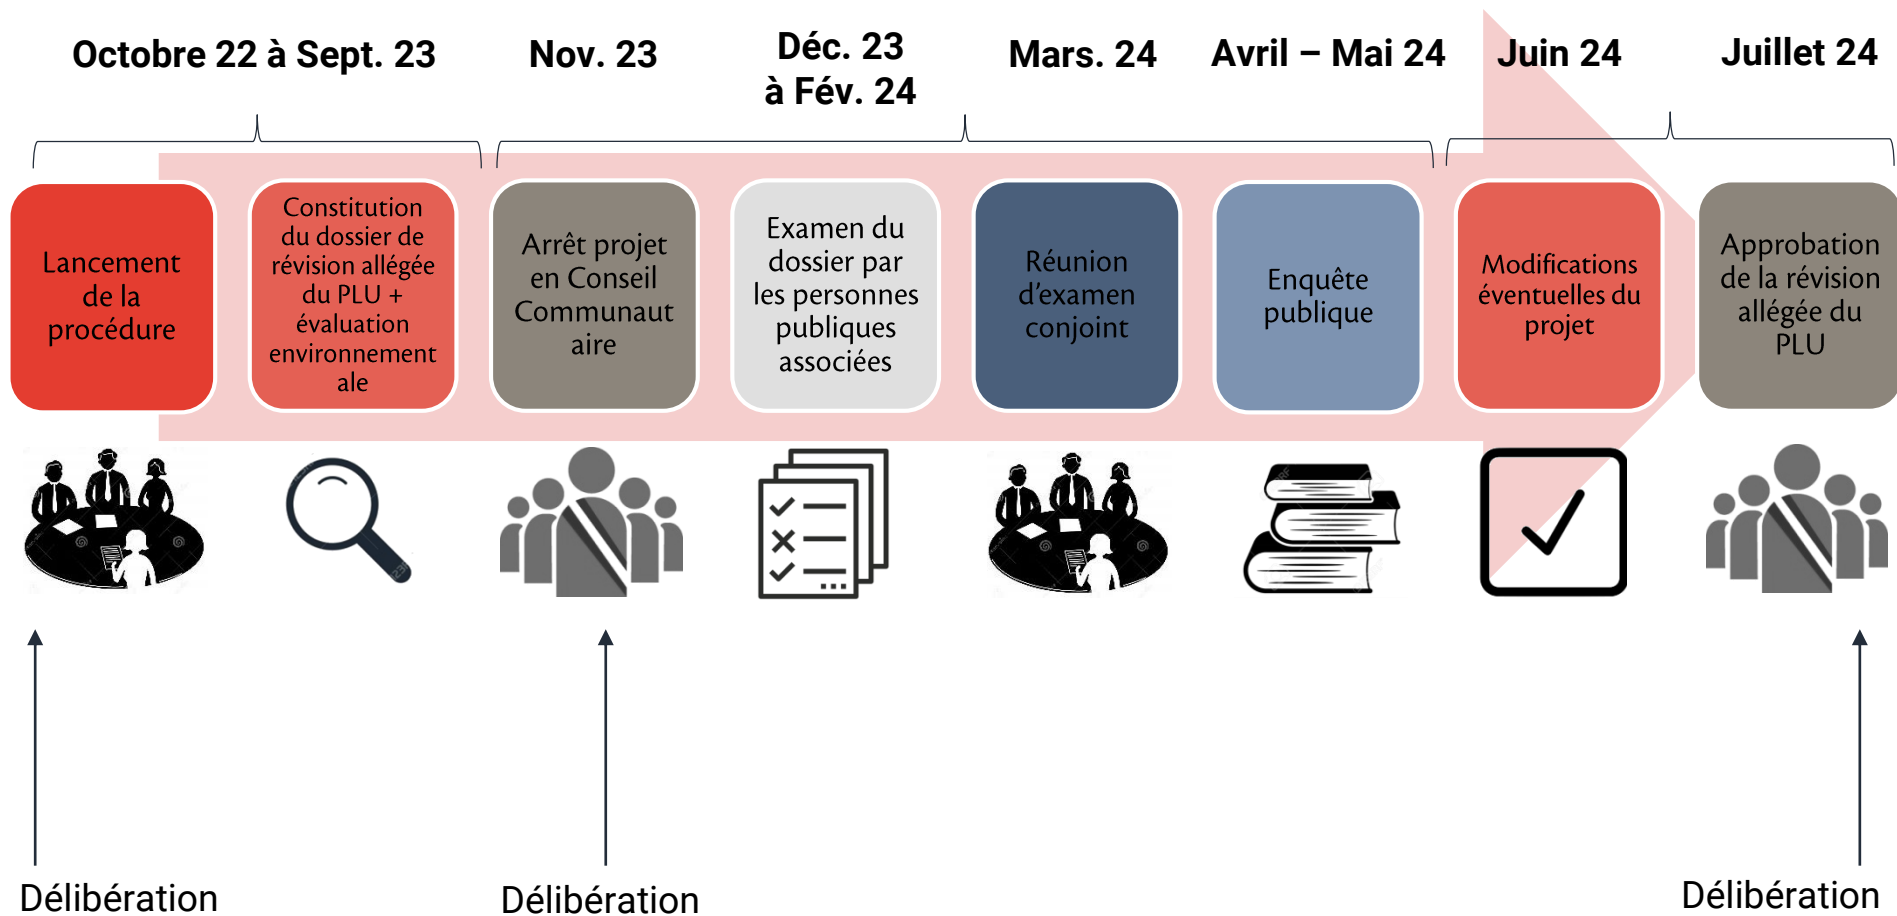 Octobre 22 à Sept. 23
Nov. 23
Déc. 23
à Fév. 24
Mars. 24
Avril – Mai 24
Juin 24
Juillet 24
Lancement
de la
procédure
Constitution
du dossier de
révision allégée
du PLU +
évaluation
environnement
ale
Arrêt projet
en Conseil
Communaut
aire
Examen du
dossier par
les personnes
publiques
associées
Réunion
d'examen
conjoint
Enquête
publique
Modifications
éventuelles du
projet
Approbation
de la révision
allégée du
PLU
Délibération
Délibération
Délibération